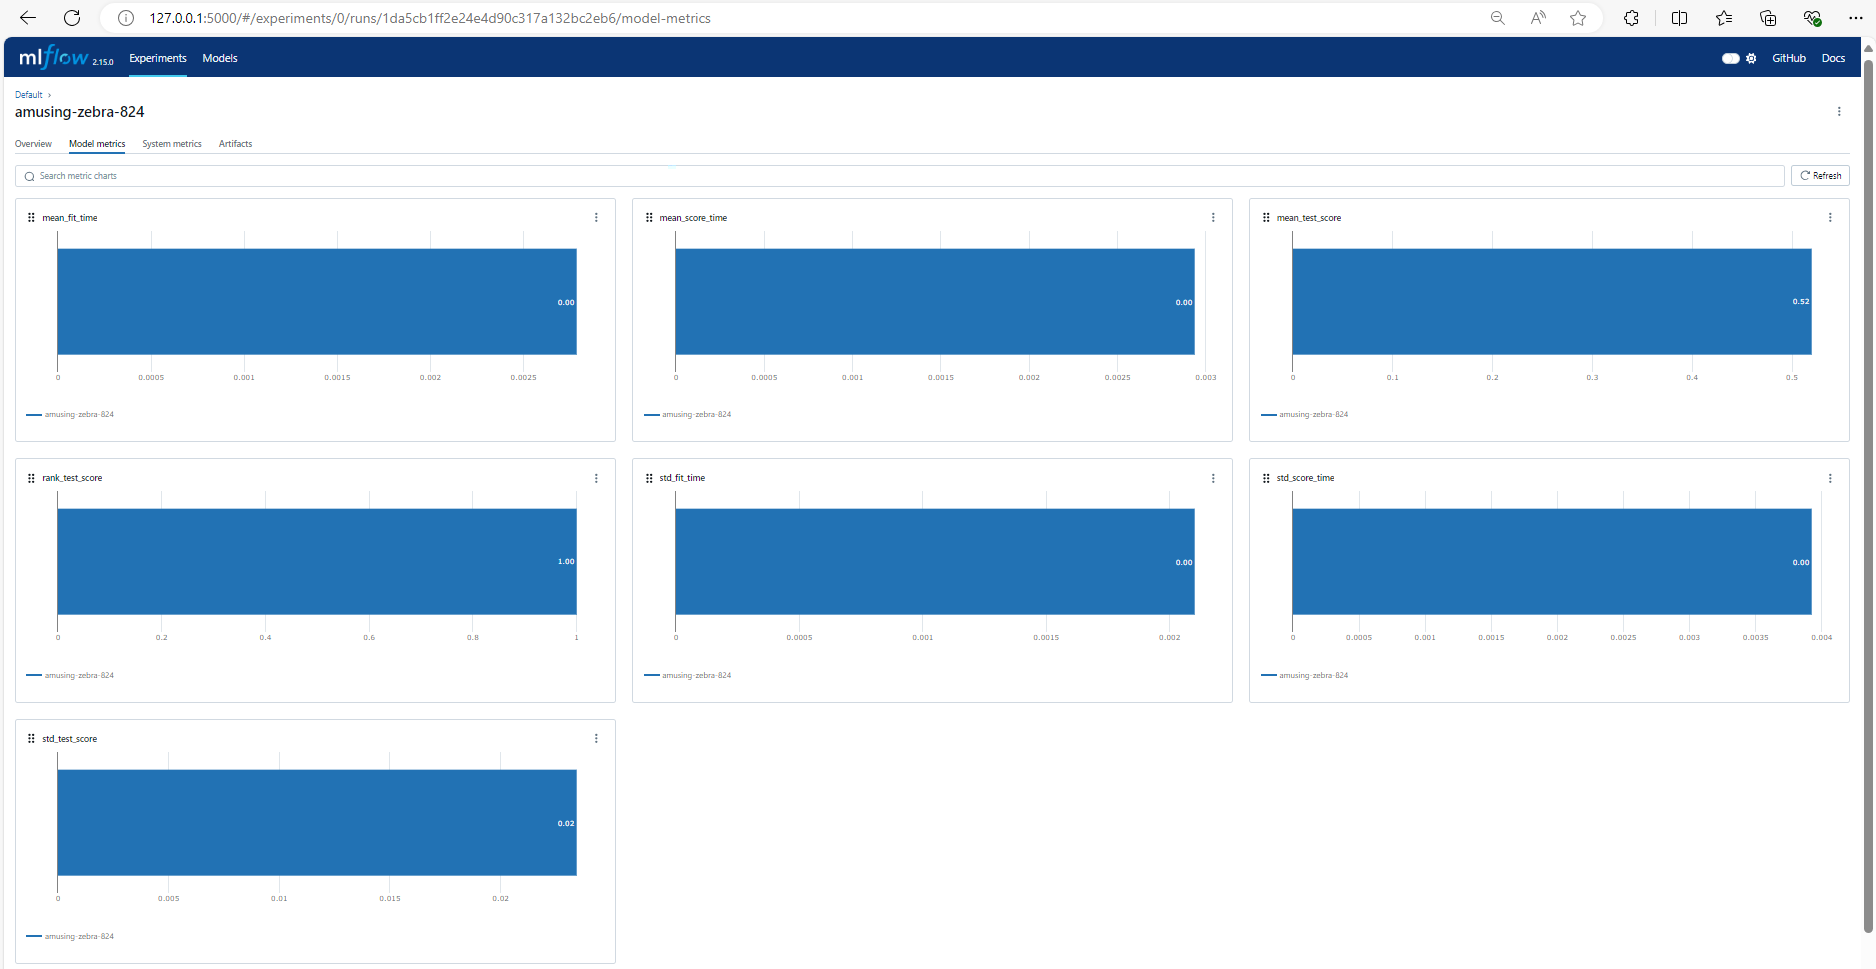 127.0.0.1:5000/#/experiments/0/runs/1da5cb1ff2e24e4d90c317a132bc2eb6/model-metrics
mlflow 2.15.0 Experiments Models GitHub Docs
Default >
amusing-zebra-824
Overview Model metrics System metrics Artifacts
Search metric charts Refresh
mean_fit_time
0.00
0 0.0005 0.001 0.0015 0.002 0.0025
amusing-zebra-824
mean_score_time
0.00
0 0.0005 0.001 0.0015 0.002 0.0025 0.003
amusing-zebra-824
mean_test_score
0.52
0 0.1 0.2 0.3 0.4 0.5
amusing-zebra-824
rank_test_score
1.00
0 0.2 0.4 0.6 0.8 1
amusing-zebra-824
std_fit_time
0.00
0 0.0005 0.001 0.0015 0.002
amusing-zebra-824
std_score_time
0.00
0 0.0005 0.001 0.0015 0.002 0.0025 0.003 0.0035 0.004
amusing-zebra-824
std_test_score
0.02
0 0.005 0.01 0.015 0.02
amusing-zebra-824